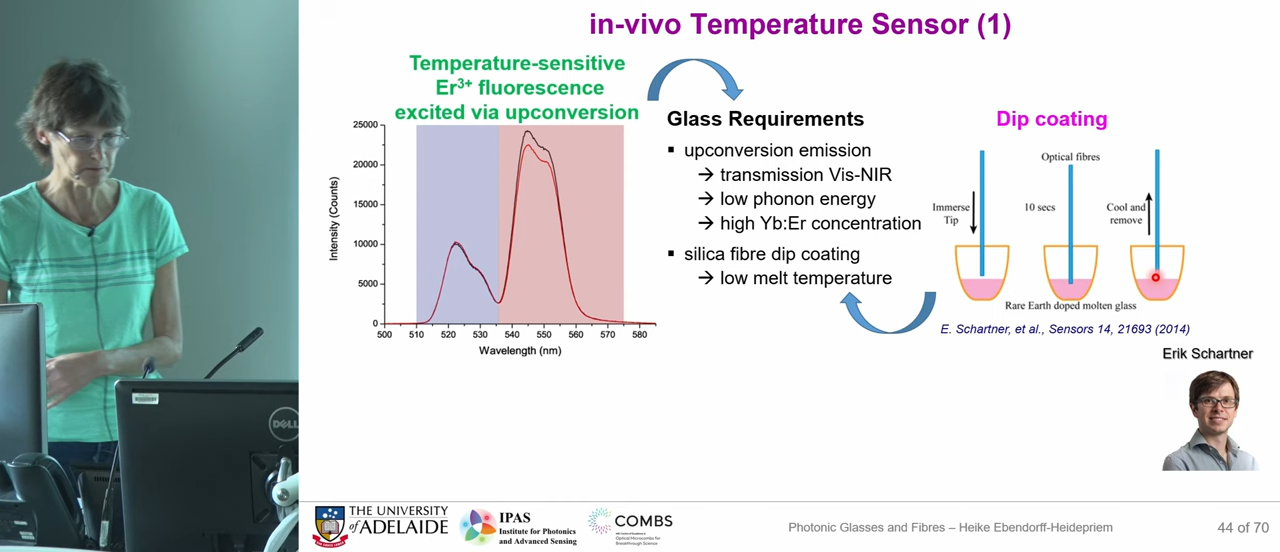 in-vivo Temperature Sensor (1)
Temperature-sensitive
Er³⁺ fluorescence
excited via upconversion
25000
20000
15000
10000
5000
0
Intensity (Counts)
500 510 520 530 540 550 560 570 580
Wavelength (nm)
Glass Requirements
▪ upconversion emission
→ transmission Vis-NIR
→ low phonon energy
→ high Yb:Er concentration
▪ silica fibre dip coating
→ low melt temperature
Dip coating
Optical fibres
Immerse
Tip
10 secs
Cool and
remove
Rare Earth doped molten glass
E. Schartner, et al., Sensors 14, 21693 (2014)
Erik Schartner
DELL
THE UNIVERSITY
of ADELAIDE
IPAS
Institute for Photonics
and Advanced Sensing
COMBS
Photonic Glasses and Fibres – Heike Ebendorff-Heidepriem
44 of 70